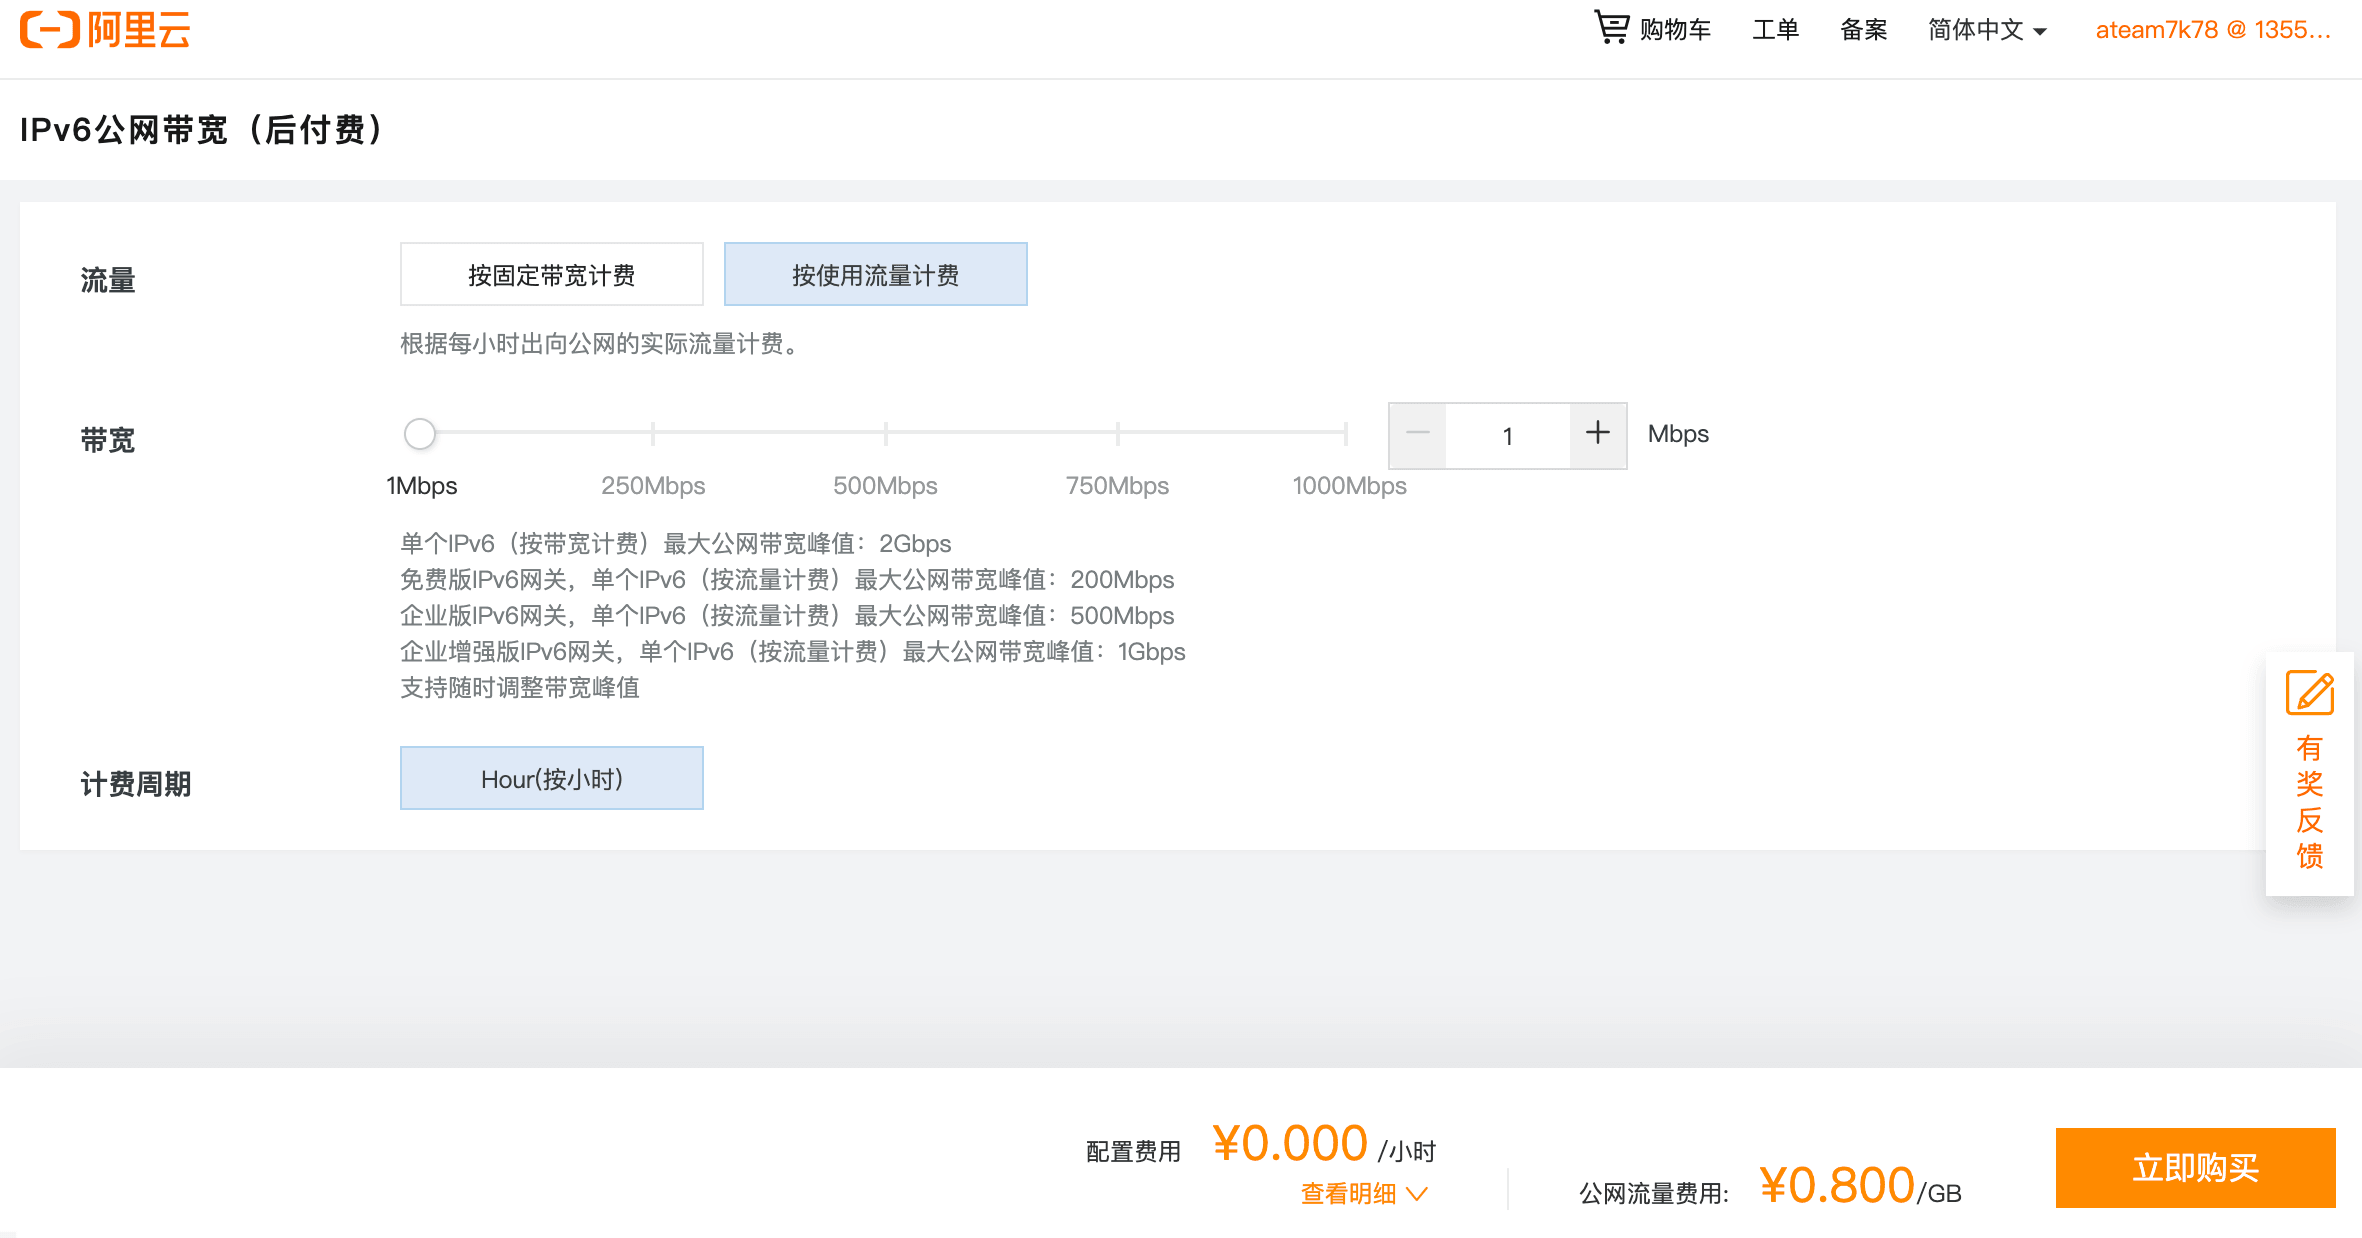 阿里云
购物车 工单 备案 简体中文 ateam7k78 @ 1355...
IPv6公网带宽（后付费）
流量 按固定带宽计费 按使用流量计费
根据每小时出向公网的实际流量计费。
带宽 1 Mbps
1Mbps 250Mbps 500Mbps 750Mbps 1000Mbps
单个IPv6（按带宽计费）最大公网带宽峰值：2Gbps
免费版IPv6网关，单个IPv6（按流量计费）最大公网带宽峰值：200Mbps
企业版IPv6网关，单个IPv6（按流量计费）最大公网带宽峰值：500Mbps
企业增强版IPv6网关，单个IPv6（按流量计费）最大公网带宽峰值：1Gbps
支持随时调整带宽峰值
计费周期 Hour(按小时)
有奖反馈
配置费用 ¥0.000 /小时
查看明细
公网流量费用: ¥0.800/GB
立即购买